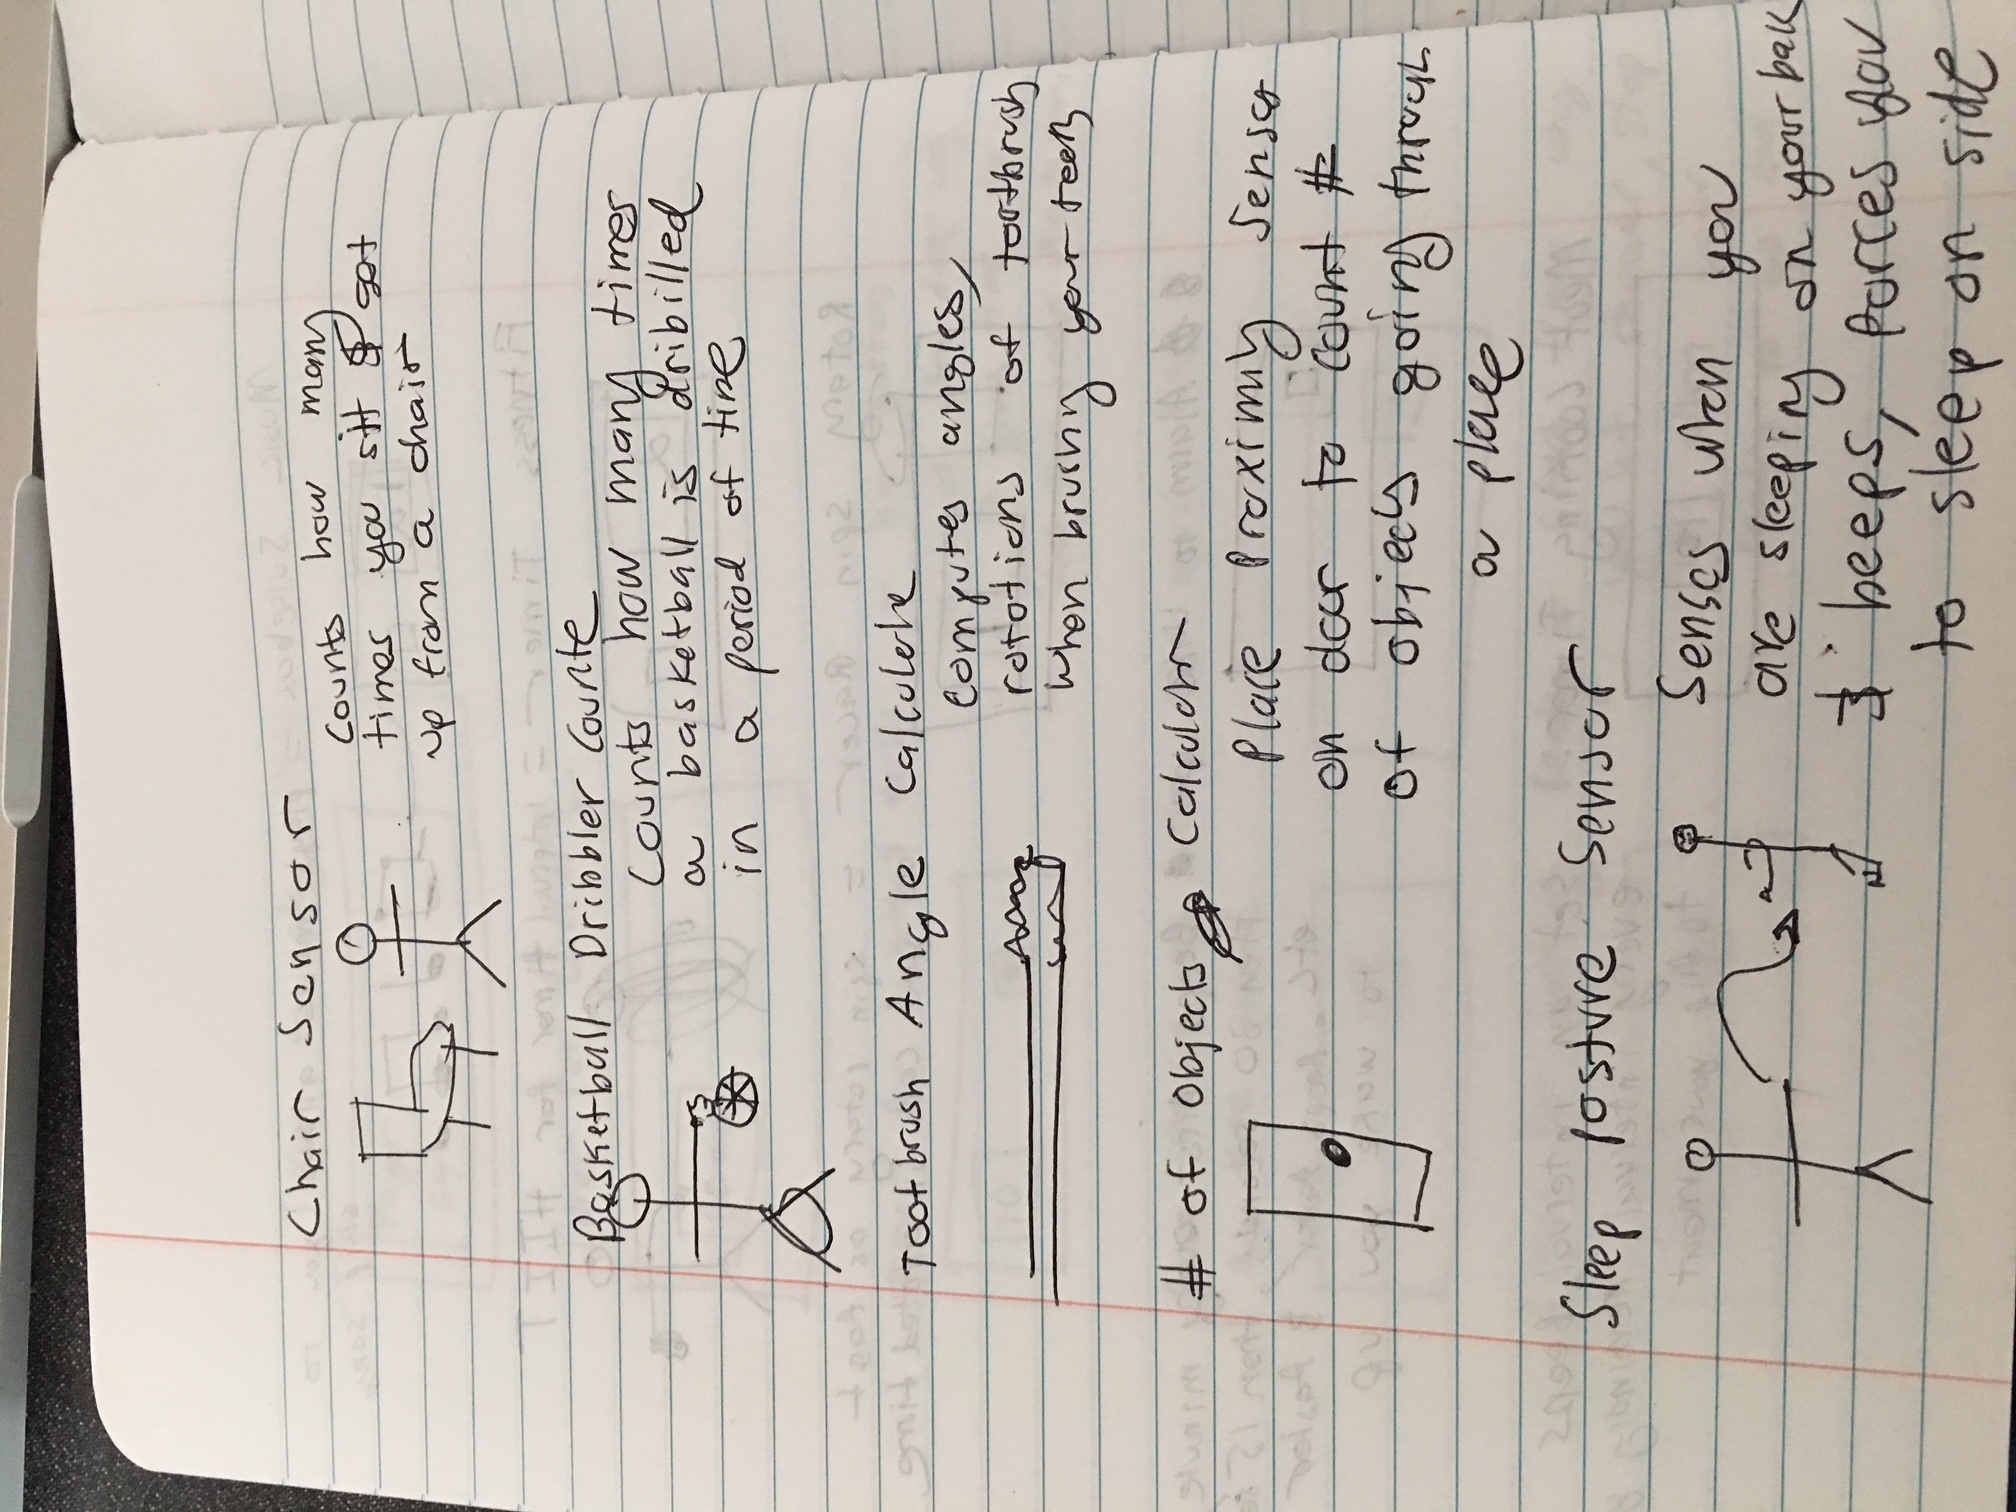 Chair Sensor
Counts how many
times you sit & get
up from a chair
Basketball Dribbler Counte
Counts how many times
a basketball is dribilled
in a period of time
Tootbrush Angle Calculate
Computes angles,
rototions of tootbrush
when brushing your teeth
# of Objects Calculator
Place Proximity Sensor
on door to count #
of objects going through
a place
Sleep Posture Sensor
Senses when you
are sleeping on your back
& beeps, forces you
to sleep on side